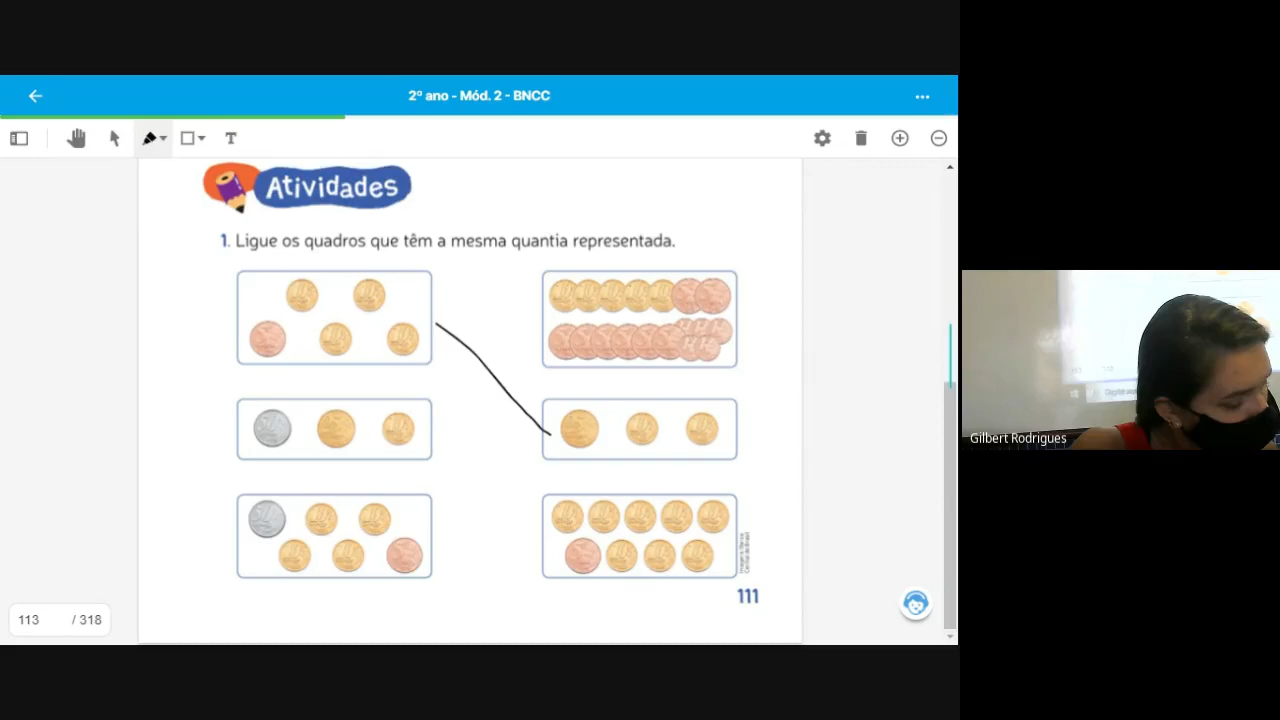 2º ano - Mód. 2 - BNCC
T
Atividades
1. Ligue os quadros que têm a mesma quantia representada.
111
113 / 318
Gilbert Rodrigues